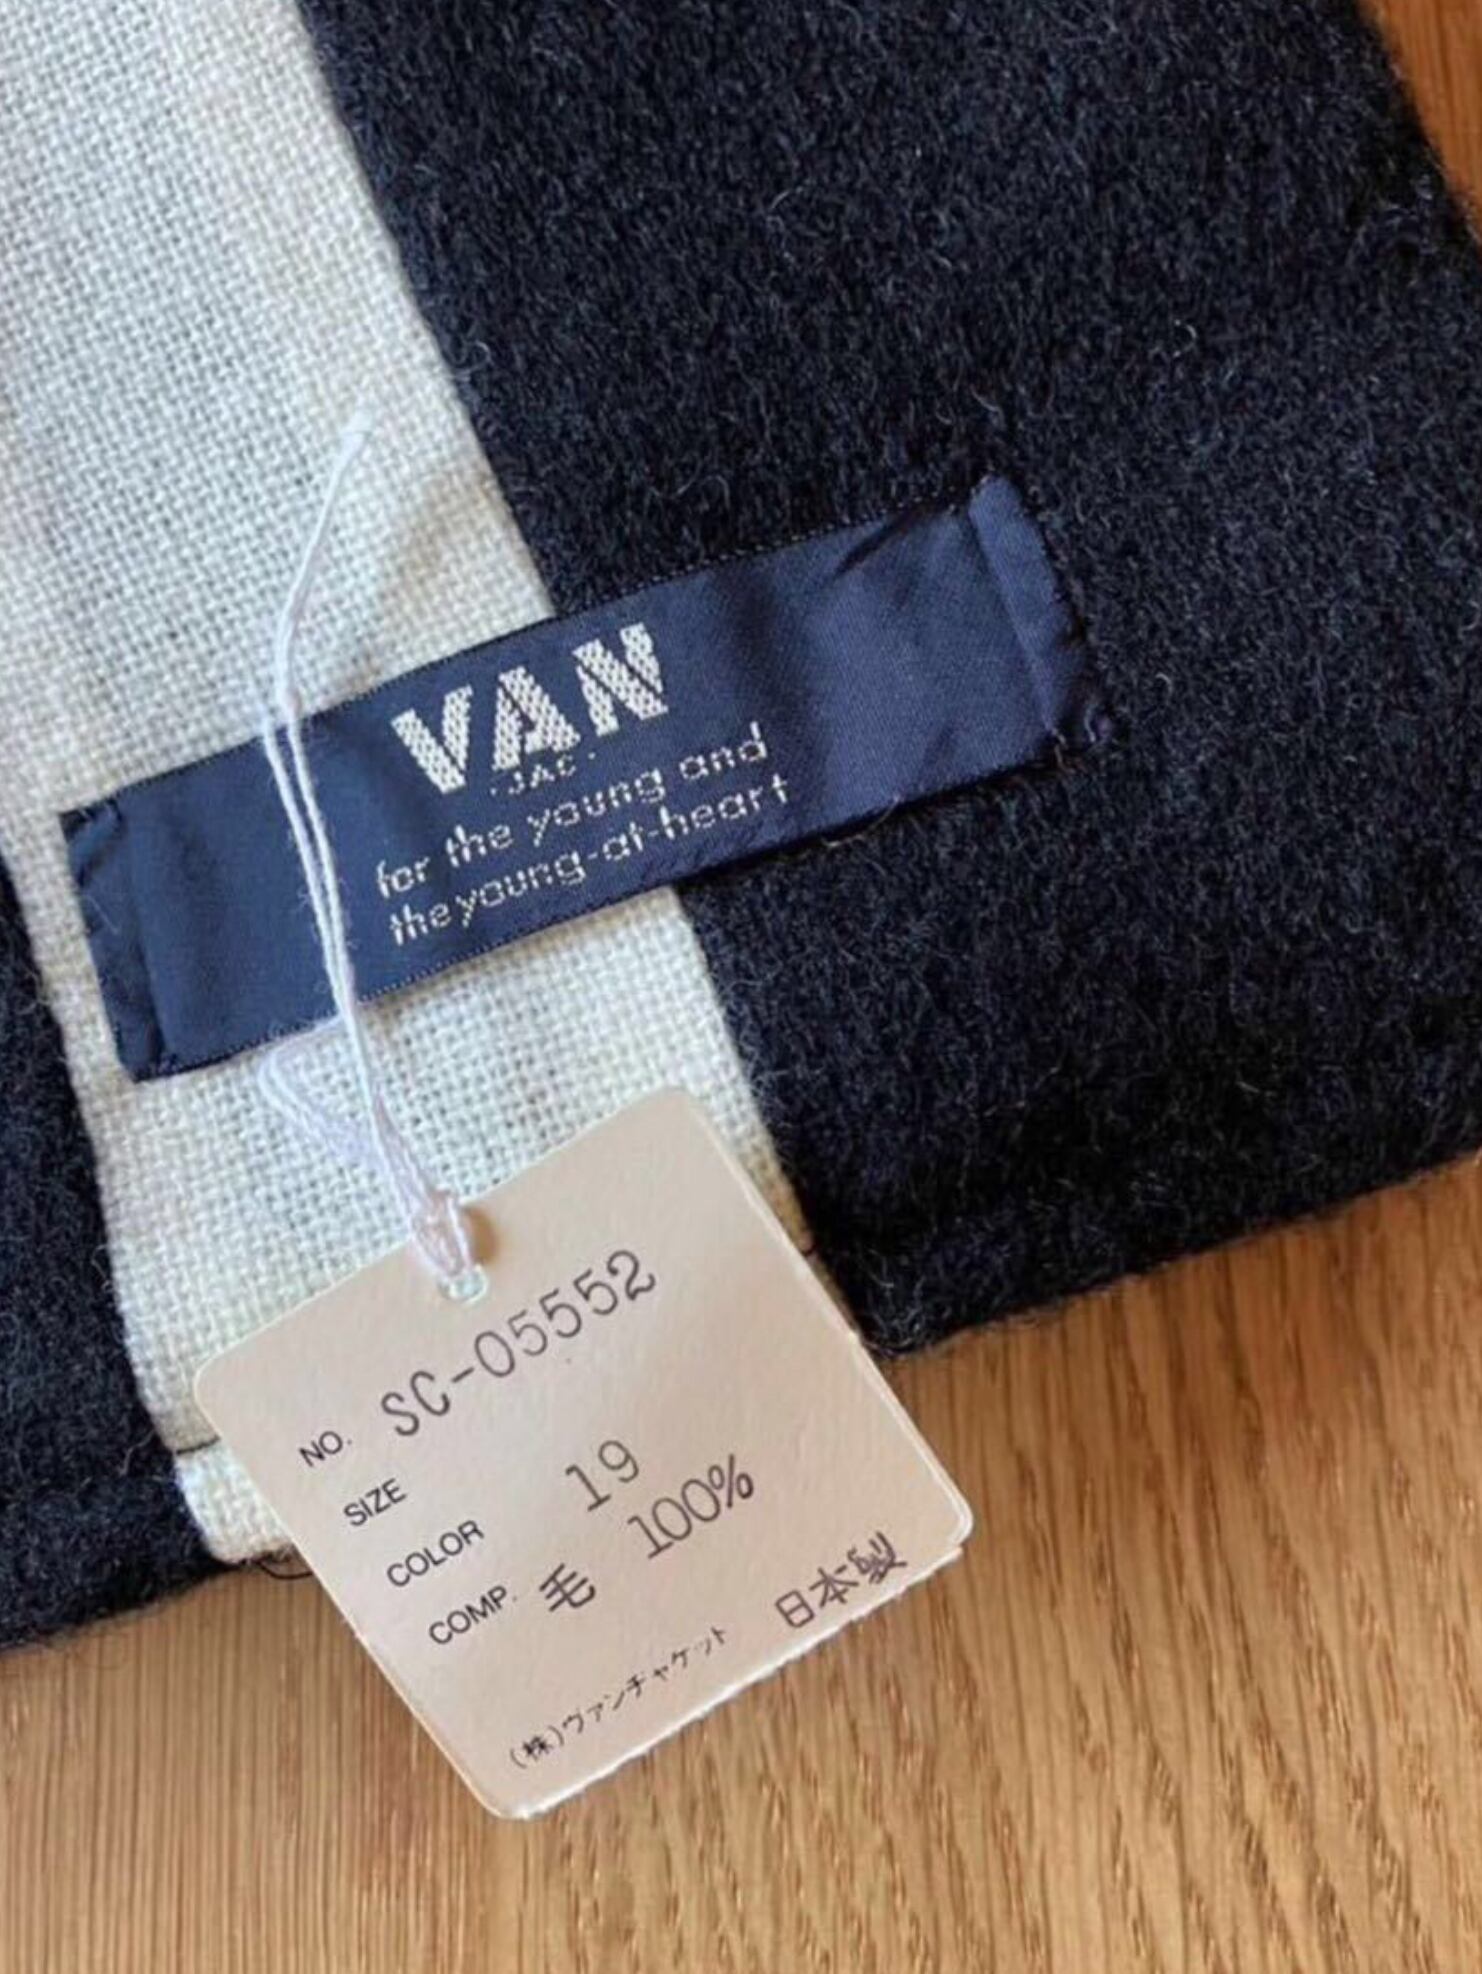 VAN
·JAC·
for the young and
the young-at-heart
NO. SC-05552
SIZE
COLOR 19
COMP. 毛 100%
日本製
(株)ヴァンヂャケット